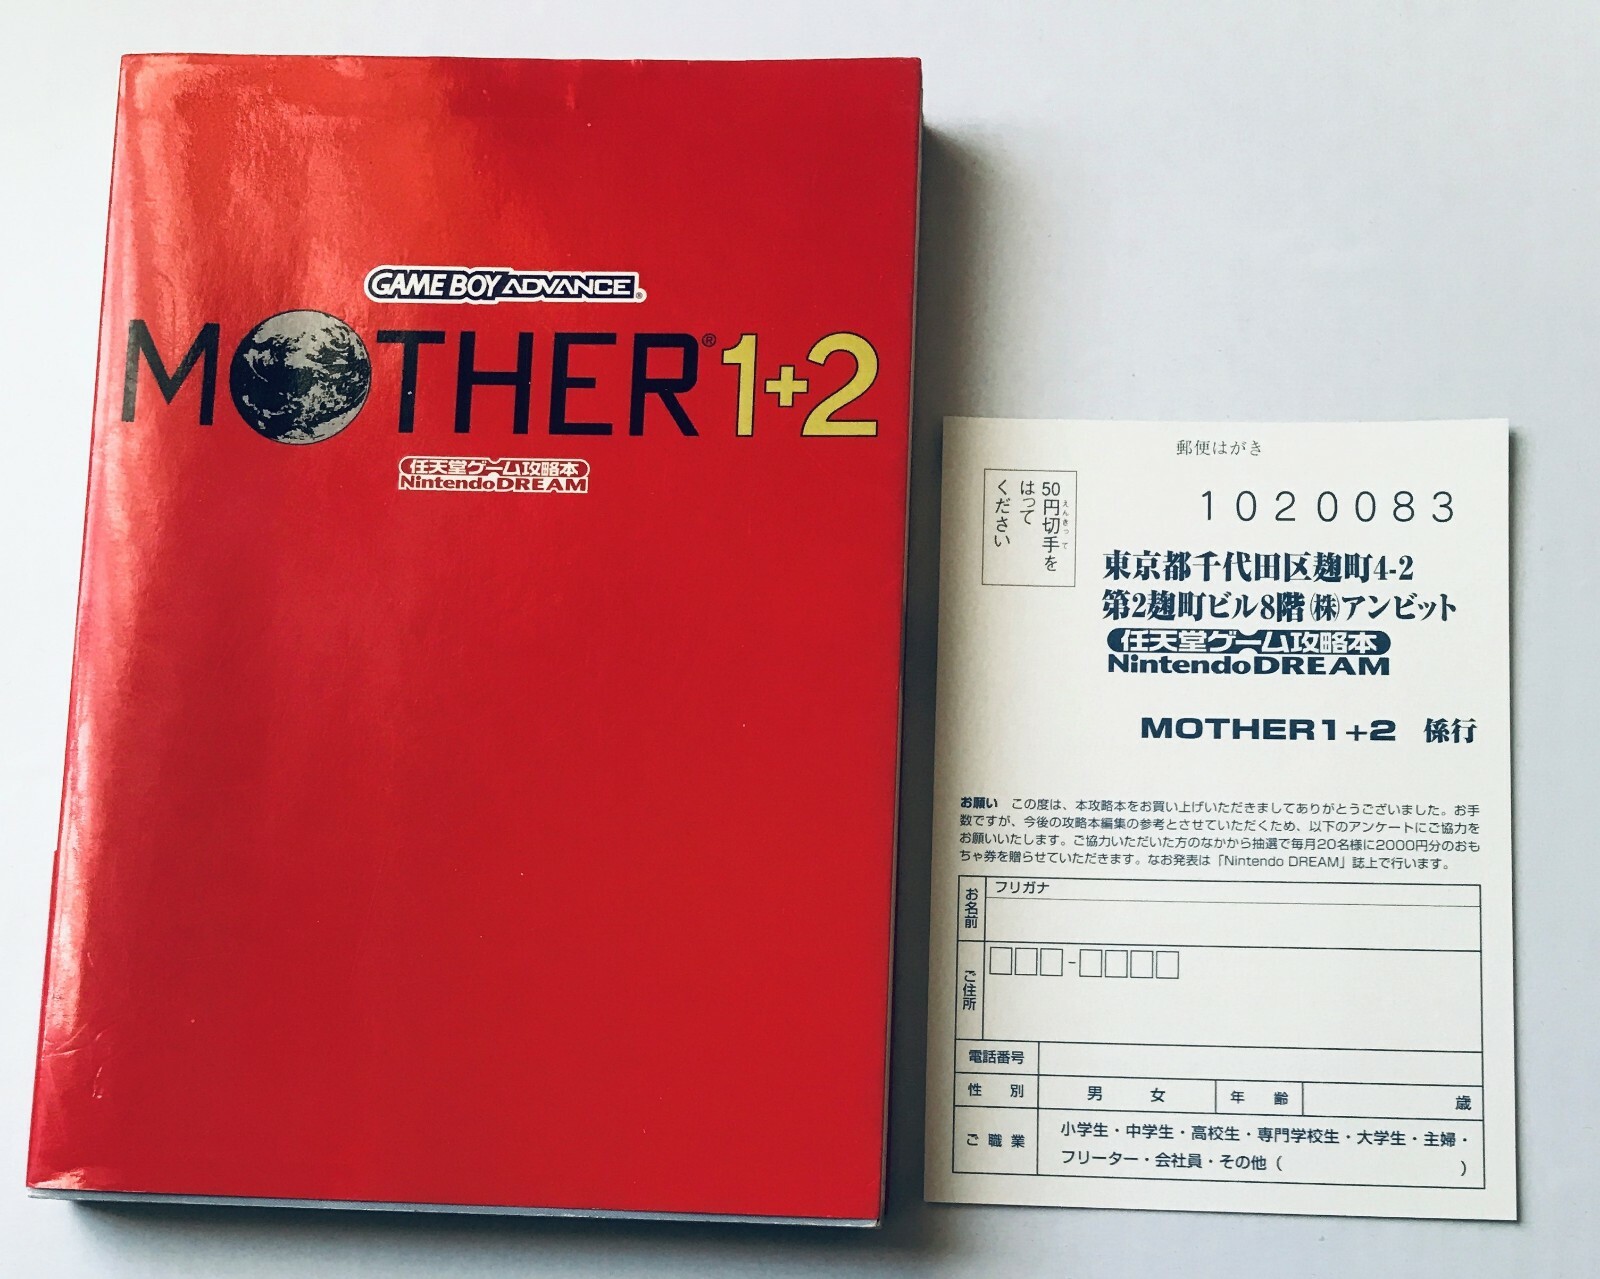 GAME BOY ADVANCE®
MOTHER® 1+2
任天堂ゲーム攻略本
Nintendo DREAM
郵便はがき
50円切手を
えんきって
はって
ください
1020083
東京都千代田区麹町4-2
第2麹町ビル8階㈱アンビット
任天堂ゲーム攻略本
Nintendo DREAM
MOTHER1+2 係行
お願い この度は、本攻略本をお買い上げいただきましてありがとうございました。お手
数ですが、今後の攻略本編集の参考とさせていただくため、以下のアンケートにご協力を
お願いいたします。ご協力いただいた方のなかから抽選で毎月20名様に2000円分のおも
ちゃ券を贈らせていただきます。なお発表は「Nintendo DREAM」誌上で行います。
お名前
フリガナ
ご住所
-
電話番号
性別 男 女 年齢 歳
ご職業
小学生・中学生・高校生・専門学校生・大学生・主婦・
フリーター・会社員・その他( )